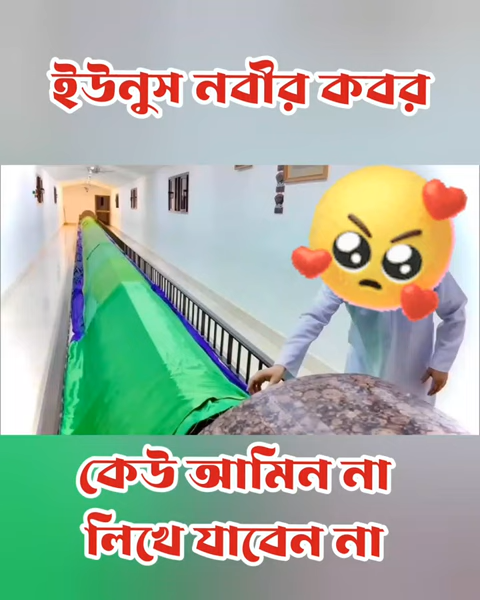 ইউনুস নবীর কবর
কেউ আমিন না
লিখে যাবেন না